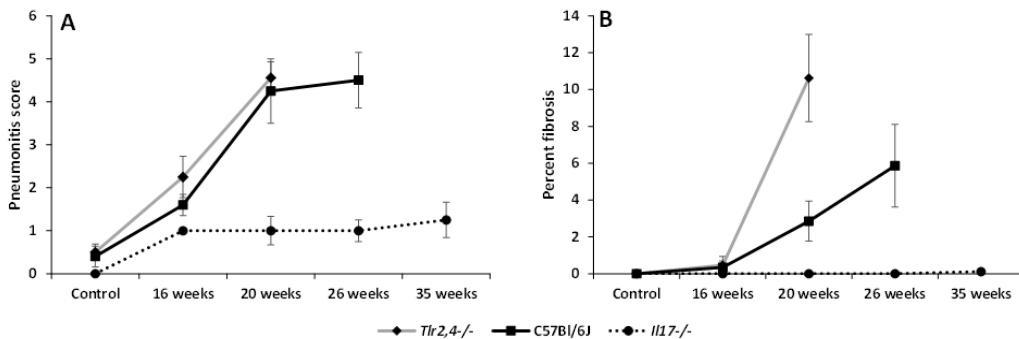 A
Pneumonitis score
6
5
4
3
2
1
0
Control 16 weeks 20 weeks 26 weeks 35 weeks
B
Percent fibrosis
14
12
10
8
6
4
2
0
Control 16 weeks 20 weeks 26 weeks 35 weeks
Tlr2,4-/- C57Bl/6J Il17-/-